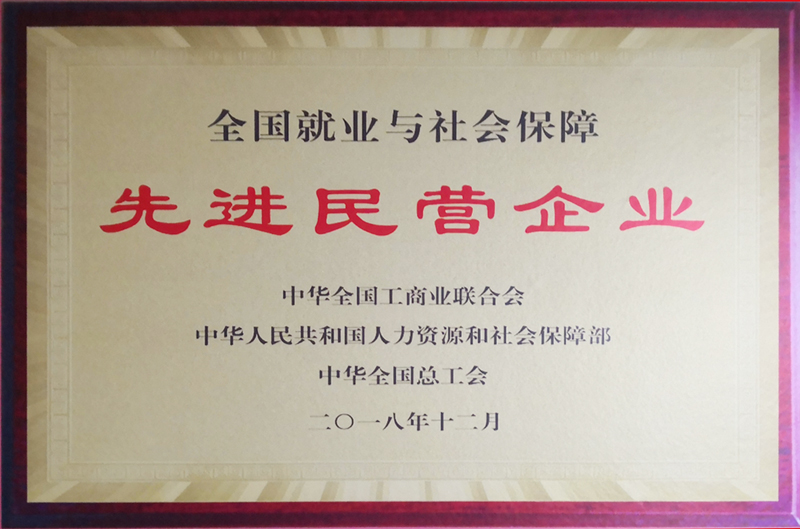 全国就业与社会保障
先进民营企业
中华全国工商业联合会
中华人民共和国人力资源和社会保障部
中华全国总工会
二〇一八年十二月